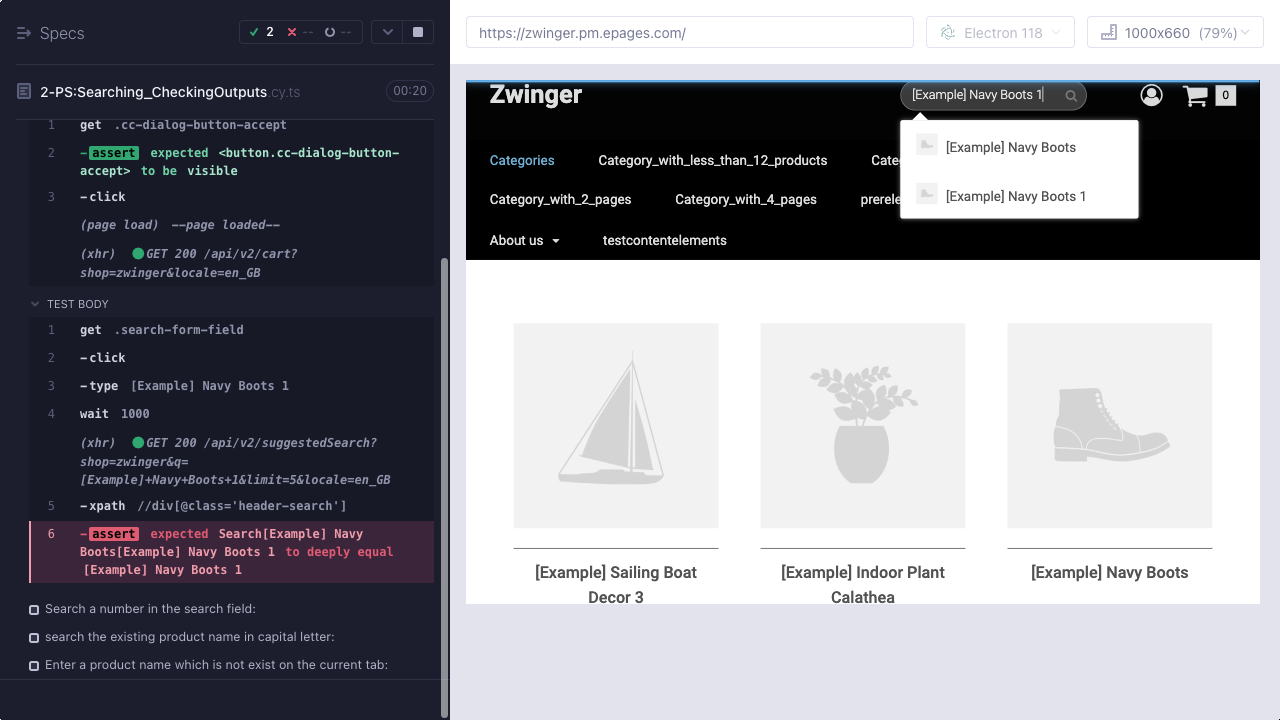 Specs
2
--
--
2-PS:Searching_CheckingOutputs.cy.ts
00:20
1 get .cc-dialog-button-accept
2 -assert expected <button.cc-dialog-button-
accept> to be visible
3 -click
(page load) --page loaded--
(xhr) GET 200 /api/v2/cart?
shop=zwinger&locale=en_GB
TEST BODY
1 get .search-form-field
2 -click
3 -type [Example] Navy Boots 1
4 wait 1000
(xhr) GET 200 /api/v2/suggestedSearch?
shop=zwinger&q=
[Example]+Navy+Boots+1&limit=5&locale=en_GB
5 -xpath //div[@class='header-search']
6 -assert expected Search[Example] Navy
Boots[Example] Navy Boots 1 to deeply equal
[Example] Navy Boots 1
Search a number in the search field:
search the existing product name in capital letter:
Enter a product name which is not exist on the current tab:
https://zwinger.pm.epages.com/
Electron 118
1000x660 (79%)
Zwinger
[Example] Navy Boots 1
0
[Example] Navy Boots
[Example] Navy Boots 1
Categories
Category_with_less_than_12_products
Cate
Category_with_2_pages
Category_with_4_pages
prerele
About us
testcontentelements
[Example] Sailing Boat
Decor 3
[Example] Indoor Plant
Calathea
[Example] Navy Boots